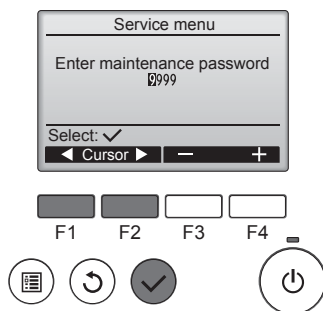 Service menu
Enter maintenance password
9999
Select: ✓
◀ Cursor ▶ − +
F1 F2 F3 F4